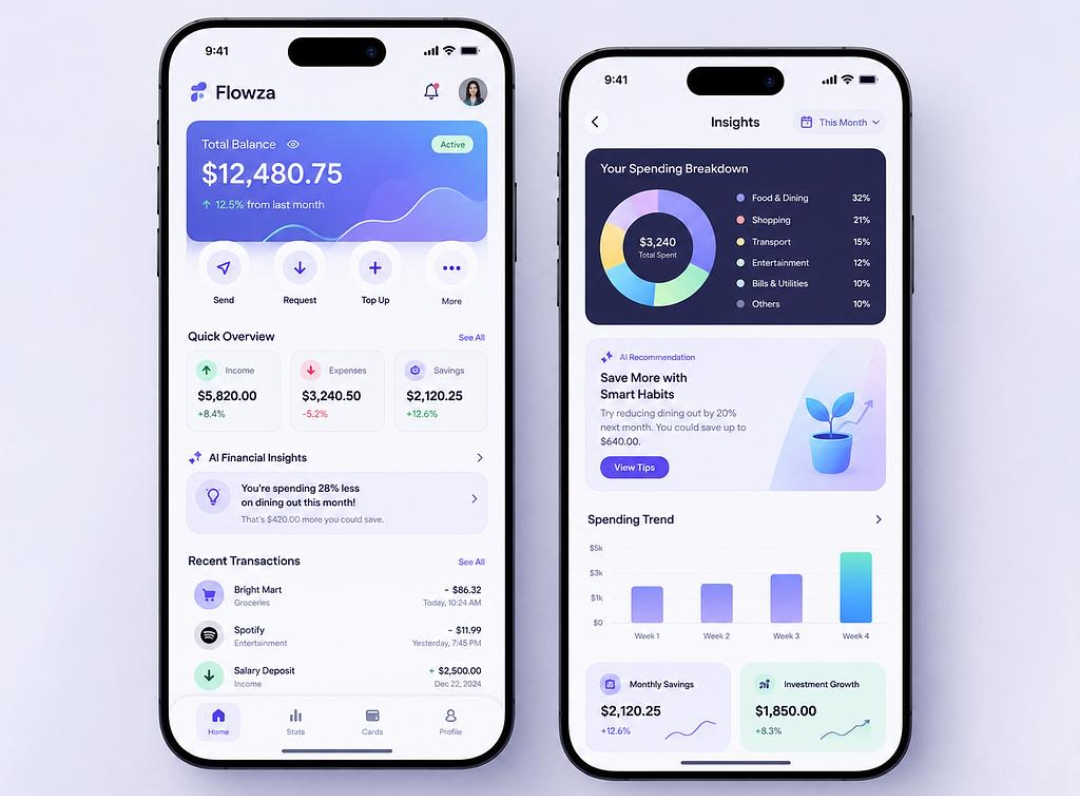 9:41
Flowza
Total Balance
Active
$12,480.75
↑ 12.5% from last month
Send
Request
Top Up
More
Quick Overview
See All
Income
$5,820.00
+8.4%
Expenses
$3,240.50
-5.2%
Savings
$2,120.25
+12.6%
AI Financial Insights
You're spending 28% less
on dining out this month!
That's $420.00 more you could save.
Recent Transactions
See All
Bright Mart
- $86.32
Groceries
Today, 10:24 AM
Spotify
- $11.99
Entertainment
Yesterday, 7:45 PM
Salary Deposit
+ $2,500.00
Income
Dec 22, 2024
Home
Stats
Cards
Profile
9:41
Insights
This Month
Your Spending Breakdown
$3,240
Total Spent
Food & Dining 32%
Shopping 21%
Transport 15%
Entertainment 12%
Bills & Utilities 10%
Others 10%
AI Recommendation
Save More with
Smart Habits
Try reducing dining out by 20%
next month. You could save up to
$640.00.
View Tips
Spending Trend
$5k
$3k
$1k
$0
Week 1
Week 2
Week 3
Week 4
Monthly Savings
$2,120.25
+12.6%
Investment Growth
$1,850.00
+8.3%